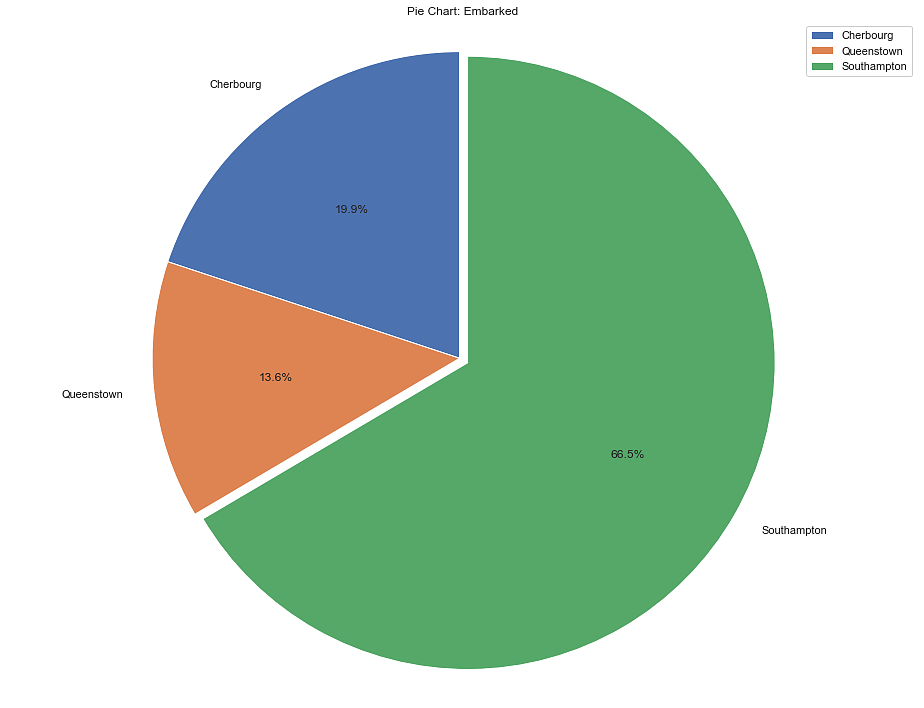 Pie Chart: Embarked
Cherbourg
Queenstown
Southampton
Cherbourg
19.9%
13.6%
Queenstown
66.5%
Southampton